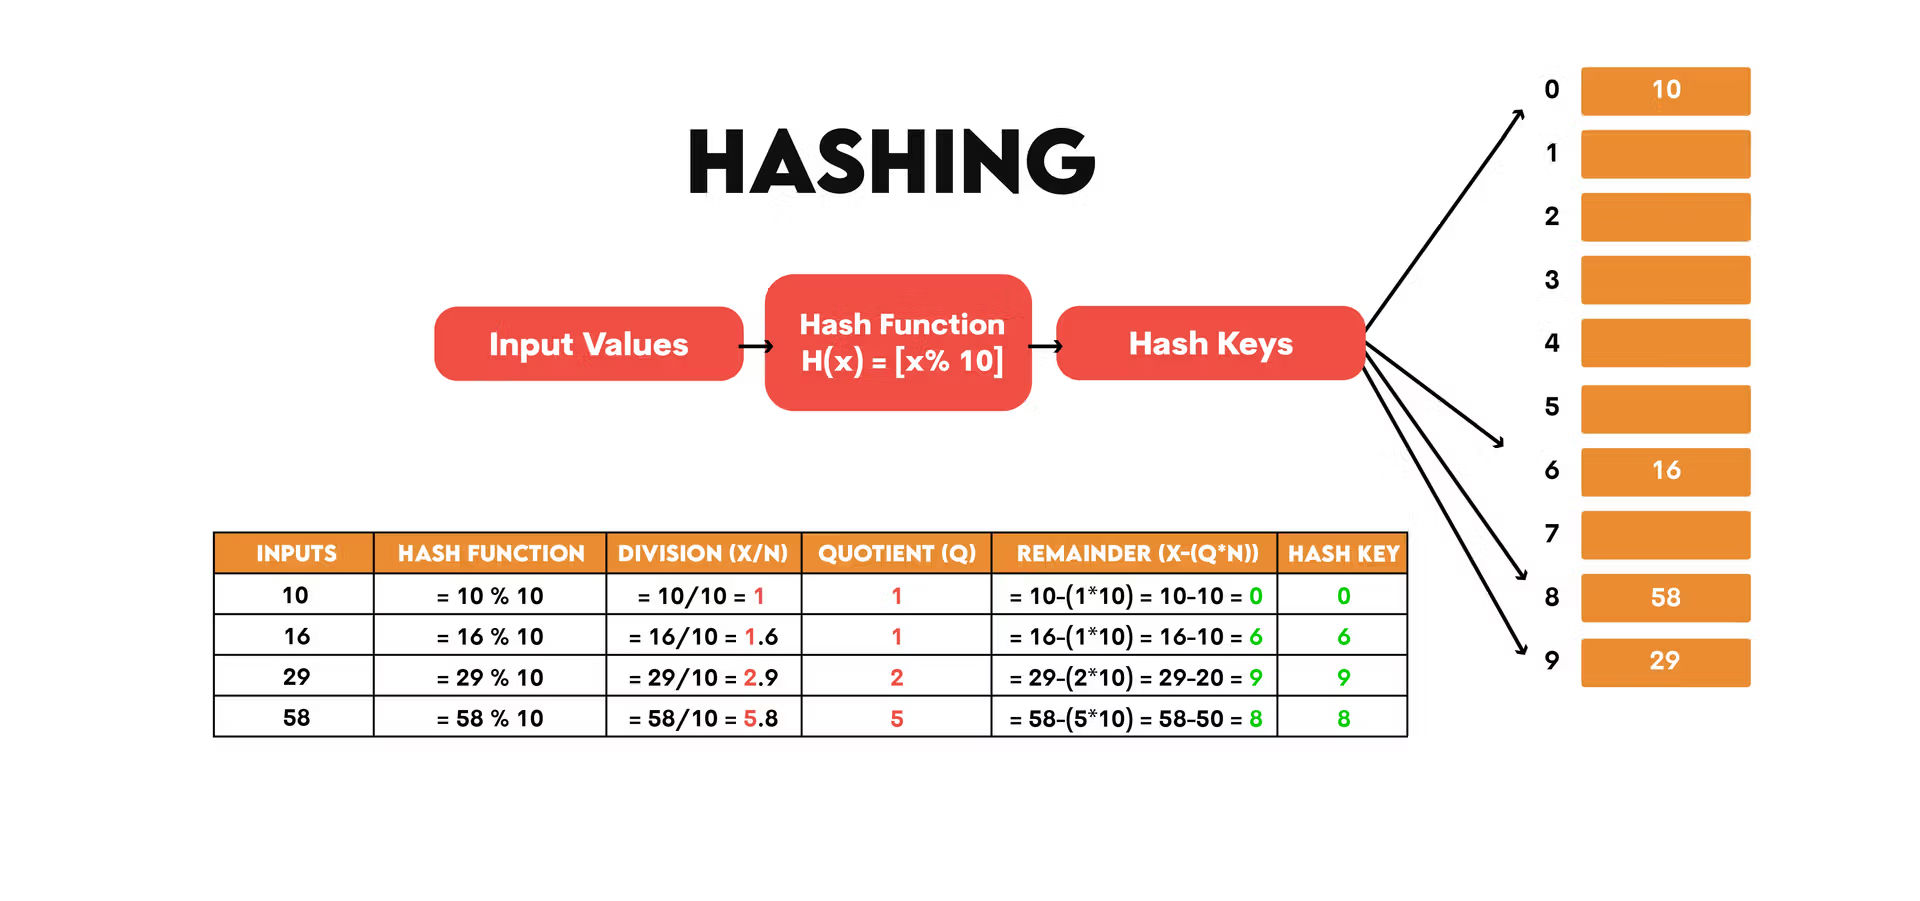 HASHING
Input Values
Hash Function
H(x) = [x% 10]
Hash Keys
0 10
1
2
3
4
5
6 16
7
8 58
9 29
INPUTS HASH FUNCTION DIVISION (X/N) QUOTIENT (Q) REMAINDER (X-(Q*N)) HASH KEY
10 = 10 % 10 = 10/10 = 1 1 = 10-(1*10) = 10-10 = 0 0
16 = 16 % 10 = 16/10 = 1.6 1 = 16-(1*10) = 16-10 = 6 6
29 = 29 % 10 = 29/10 = 2.9 2 = 29-(2*10) = 29-20 = 9 9
58 = 58 % 10 = 58/10 = 5.8 5 = 58-(5*10) = 58-50 = 8 8